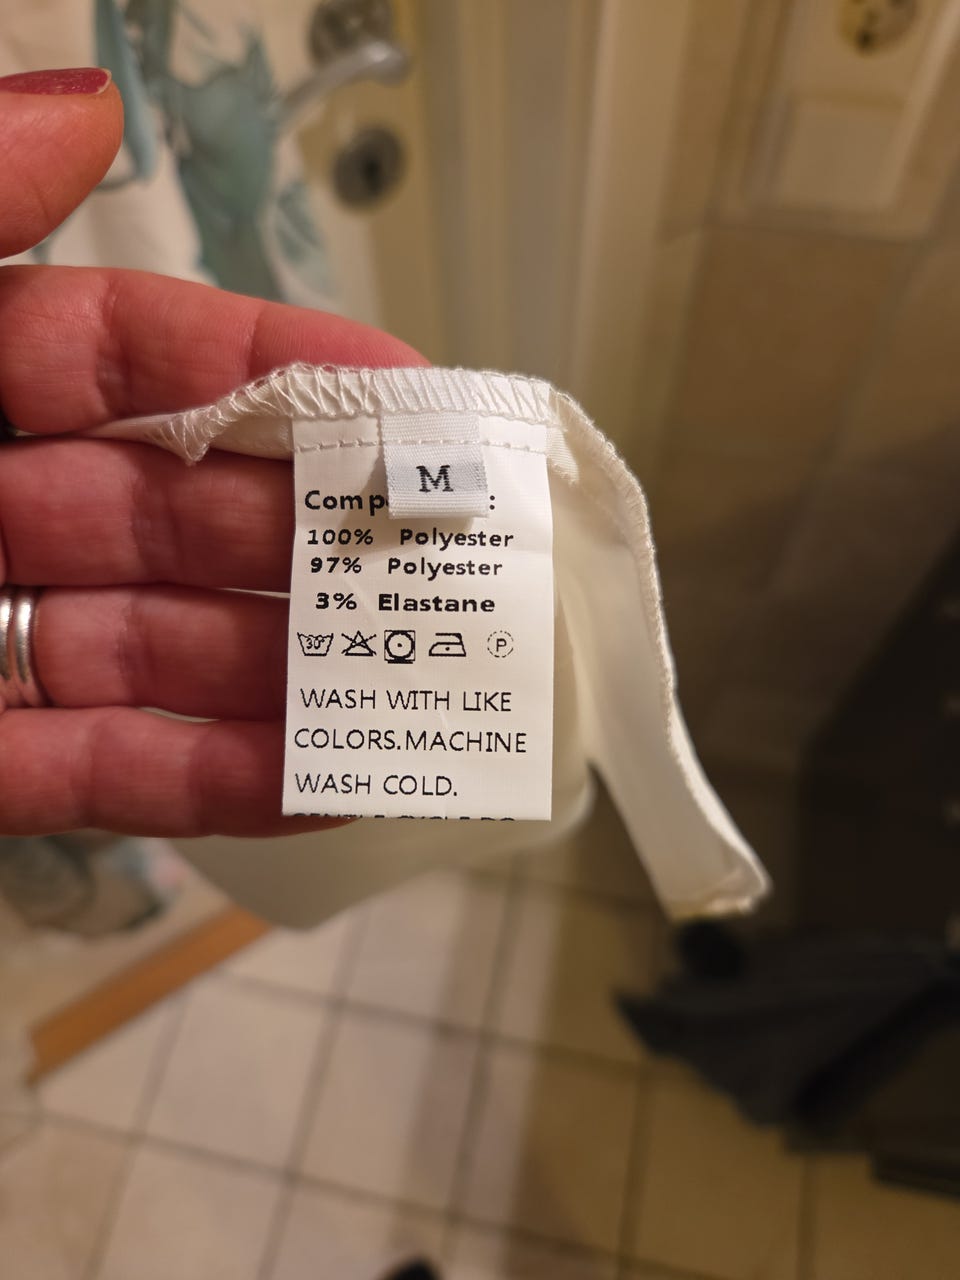 M
Comp :
100% Polyester
97% Polyester
3% Elastane
30° P
WASH WITH LIKE
COLORS.MACHINE
WASH COLD.